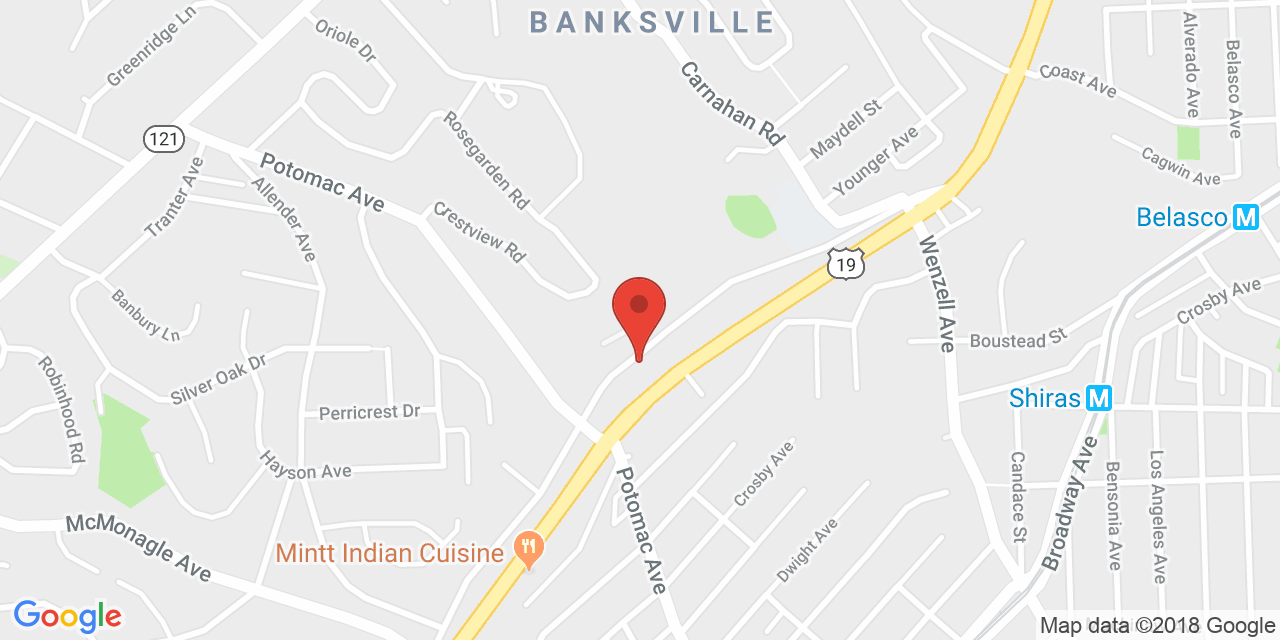 BANKSVILLE
Greenridge Ln
Oriole Dr
Carnahan Rd
Coast Ave
Alverado Ave
Belasco Ave
121
Rosegarden Rd
Maydell St
Younger Ave
Cagwin Ave
Potomac Ave
Tranter Ave
Allender Ave
Crestview Rd
Belasco M
19
Wenzell Ave
Banbury Ln
Crosby Ave
Boustead St
Robinhood Rd
Silver Oak Dr
Shiras M
Perricrest Dr
Hayson Ave
Crosby Ave
Candace St
Broadway Ave
Bensonia Ave
Los Angeles Ave
Potomac Ave
McMonagle Ave
Mintt Indian Cuisine
Dwight Ave
Google
Map data ©2018 Google